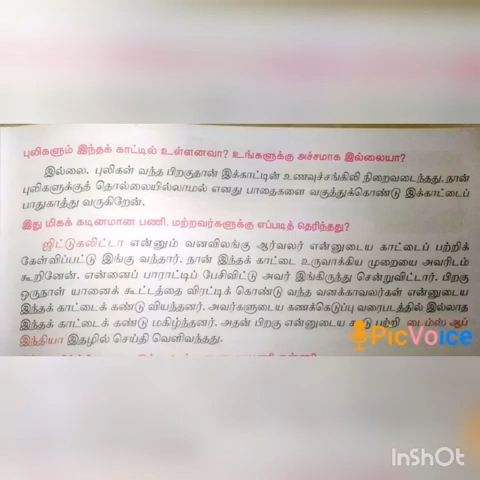 புலிகளும் இந்தக் காட்டில் உள்ளனவா? உங்களுக்கு அச்சமாக இல்லையா?
இல்லை. புலிகள் வந்த பிறகுதான் இக்காட்டின் உணவுச்சங்கிலி நிறைவடைந்தது. நான்
புலிகளுக்குத் தொல்லையில்லாமல் எனது பாதைகளை வகுத்துக்கொண்டு இக்காட்டைப்
பாதுகாத்து வருகிறேன்.
இது மிகக் கடினமான பணி. மற்றவர்களுக்கு எப்படித் தெரிந்தது?
ஜிட்டுகலிட்டா என்னும் வனவிலங்கு ஆர்வலர் என்னுடைய காட்டைப் பற்றிக்
கேள்விப்பட்டு இங்கு வந்தார். நான் இந்தக் காட்டை உருவாக்கிய முறையை அவரிடம்
கூறினேன். என்னைப் பாராட்டிப் பேசிவிட்டு அவர் இங்கிருந்து சென்றுவிட்டார். பிறகு
ஒருநாள் யானைக் கூட்டத்தை விரட்டிக் கொண்டு வந்த வனக்காவலர்கள் என்னுடைய
இந்தக் காட்டைக் கண்டு வியந்தனர். அவர்களுடைய கணக்கெடுப்பு வரைபடத்தில் இல்லாத
இந்தக் காட்டைக் கண்டு மகிழ்ந்தனர். அதன் பிறகு என்னுடைய பற்றி டைம்ஸ் ஆப்
இந்தியா இதழில் செய்தி வெளிவந்தது.
PicVoice
InShOt